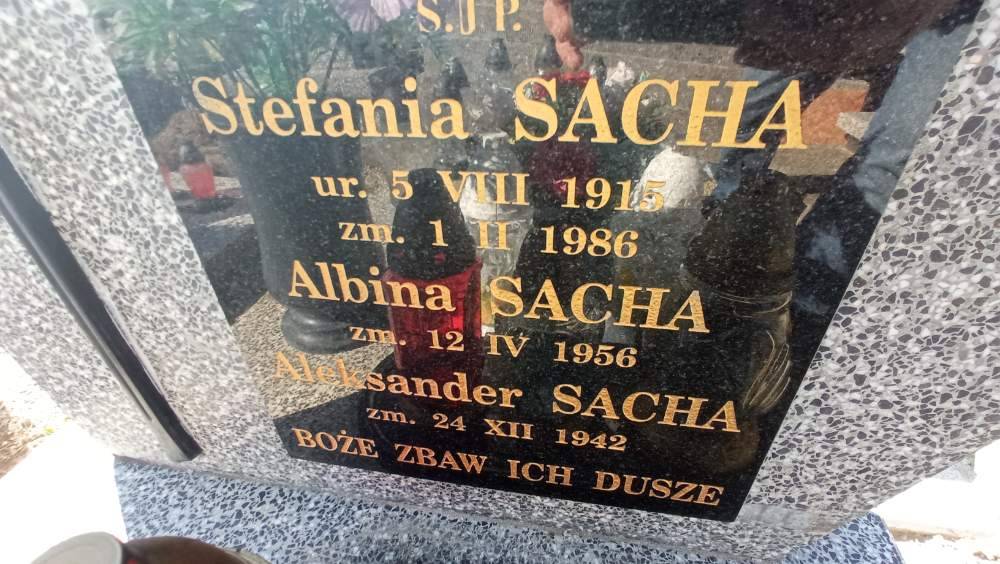 Ś.†P.
Stefania SACHA
ur. 5 VIII 1915
zm. 1 II 1986
Albina SACHA
zm. 12 IV 1956
Aleksander SACHA
zm. 24 XII 1942
BOŻE ZBAW ICH DUSZE